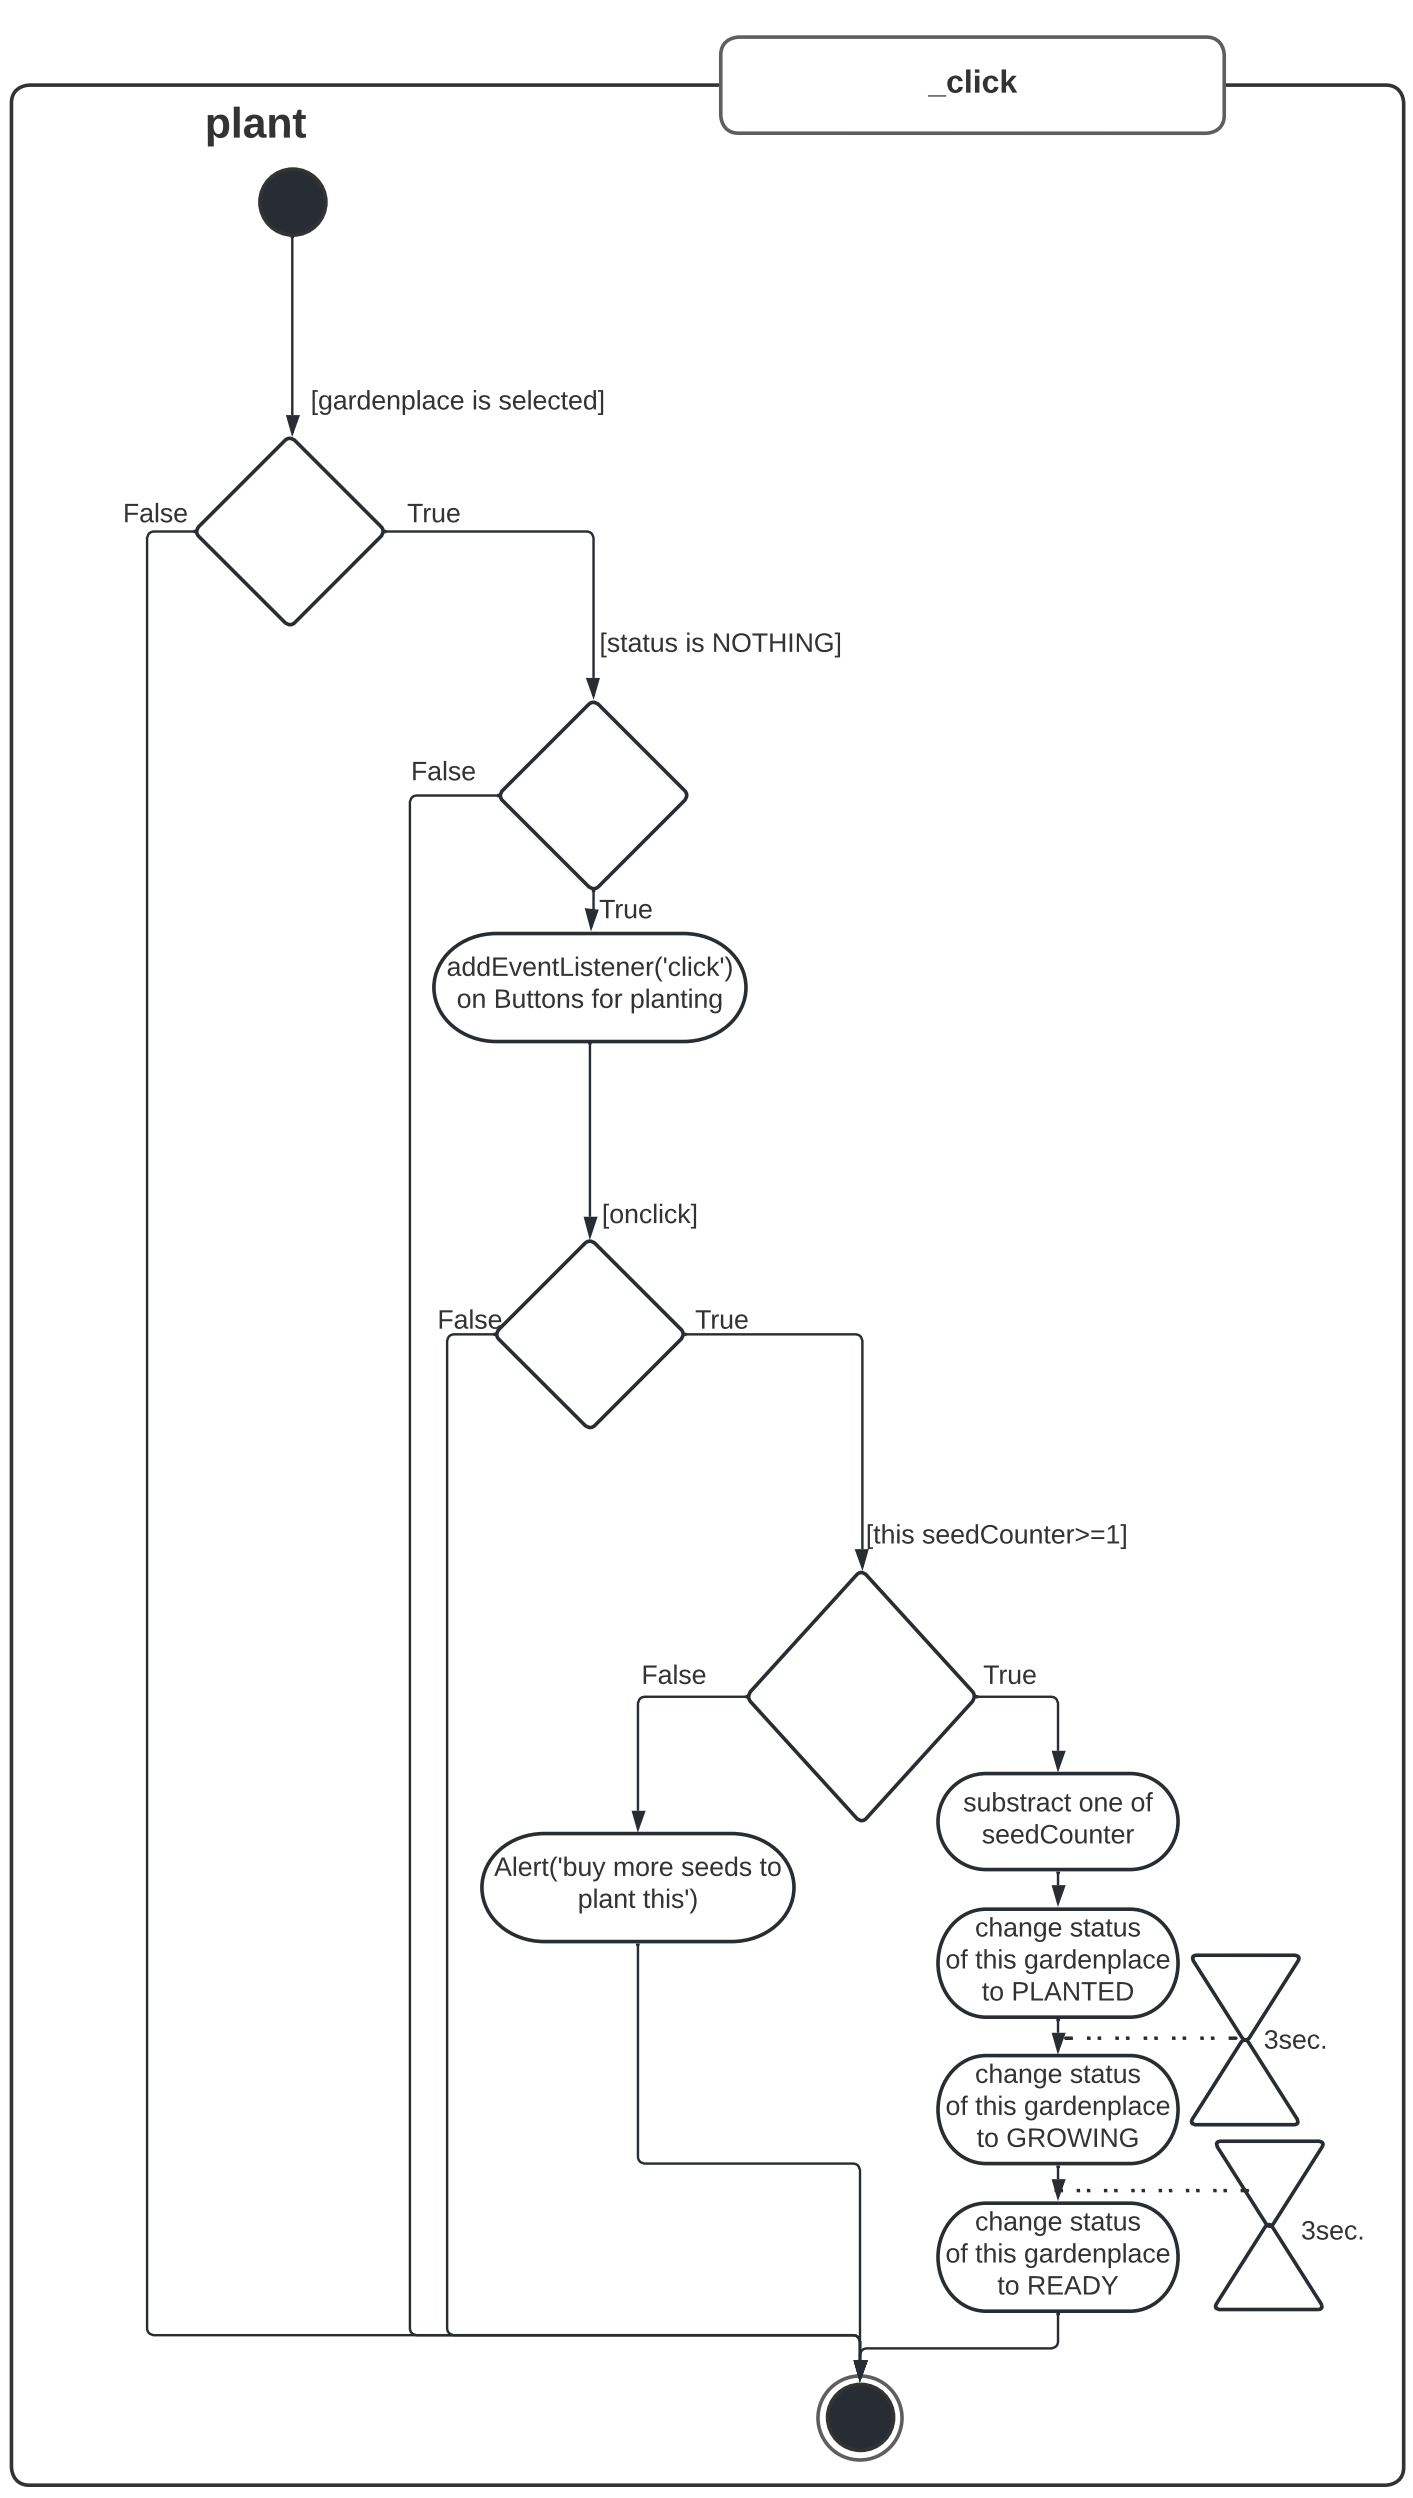 _click
plant
[gardenplace is selected]
False
True
[status is NOTHING]
False
True
addEventListener('click')
on Buttons for planting
[onclick]
False
True
[this seedCounter>=1]
False
True
substract one of
seedCounter
Alert('buy more seeds to
plant this')
change status
of this gardenplace
to PLANTED
3sec.
change status
of this gardenplace
to GROWING
3sec.
change status
of this gardenplace
to READY